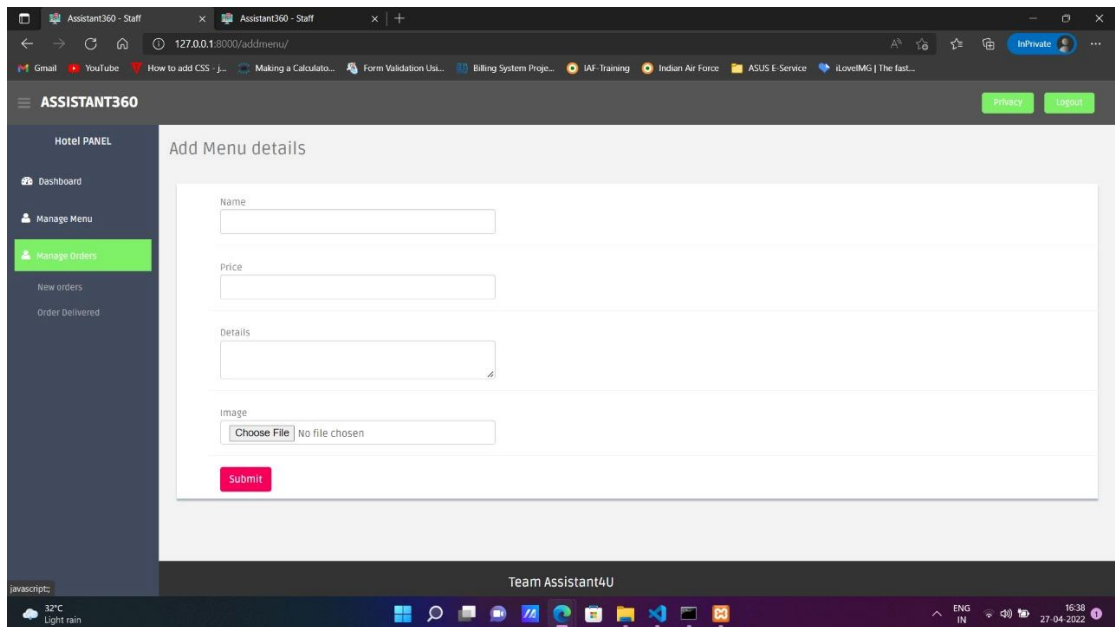 Assistant360 - Staff
Assistant360 - Staff
127.0.0.1:8000/addmenu/
InPrivate
Gmail YouTube How to add CSS - j... Making a Calculato... Form Validation Usi... Billing System Proje... IAF-Training Indian Air Force ASUS E-Service iLoveIMG | The fast...
ASSISTANT360
Privacy Logout
Hotel PANEL
Add Menu details
Dashboard
Name
Manage Menu
Manage Orders
Price
New orders
Order Delivered
Details
Image
Choose File No file chosen
Submit
Team Assistant4U
javascript:;
32°C
Light rain
ENG
IN
16:38
27-04-2022
1